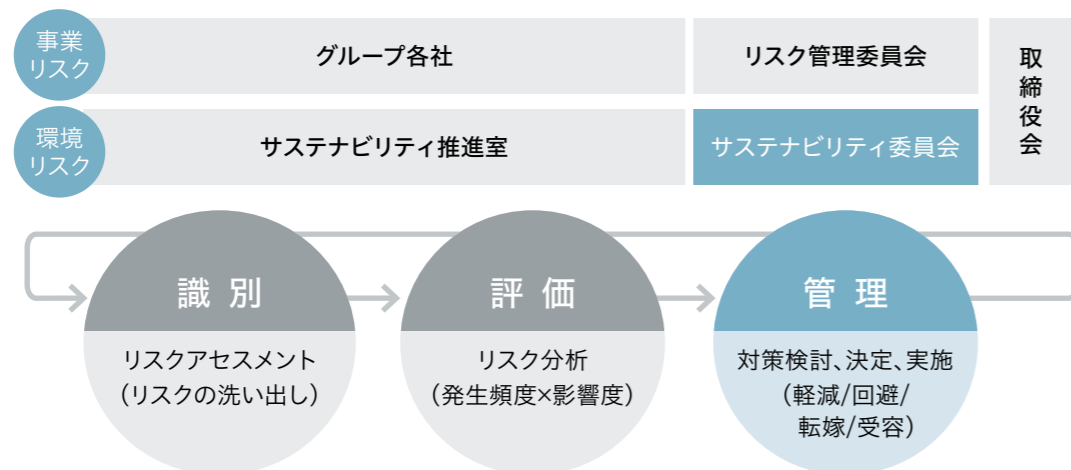 事業
リスク
グループ各社
リスク管理委員会
取締役会
環境
リスク
サステナビリティ推進室
サステナビリティ委員会
識別
リスクアセスメント
（リスクの洗い出し）
評価
リスク分析
（発生頻度×影響度）
管理
対策検討、決定、実施
（軽減/回避/
転嫁/受容）